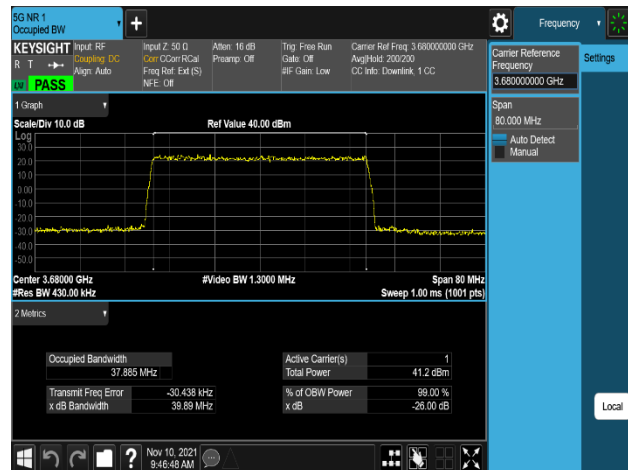 5G NR 1
Occupied BW
Frequency
KEYSIGHT
R T
LXI
PASS
Input: RF
Coupling: DC
Align: Auto
Input Z: 50 Ω
Corr CCorr RCal
Freq Ref: Ext (S)
NFE: Off
Atten: 16 dB
Preamp: Off
Trig: Free Run
Gate: Off
#IF Gain: Low
Carrier Ref Freq: 3.680000000 GHz
Avg|Hold: 200/200
CC Info: Downlink, 1 CC
Carrier Reference
Frequency
3.680000000 GHz
Settings
Span
80.000 MHz
Auto Detect
Manual
1 Graph
Scale/Div 10.0 dB
Ref Value 40.00 dBm
Log
30.0
20.0
10.0
0.00
-10.0
-20.0
-30.0
-40.0
-50.0
Center 3.68000 GHz
#Video BW 1.3000 MHz
Span 80 MHz
#Res BW 430.00 kHz
Sweep 1.00 ms (1001 pts)
2 Metrics
Occupied Bandwidth
37.885 MHz
Active Carrier(s) 1
Total Power 41.2 dBm
Transmit Freq Error -30.438 kHz
x dB Bandwidth 39.89 MHz
% of OBW Power 99.00 %
x dB -26.00 dB
Local
?
Nov 10, 2021
9:46:48 AM